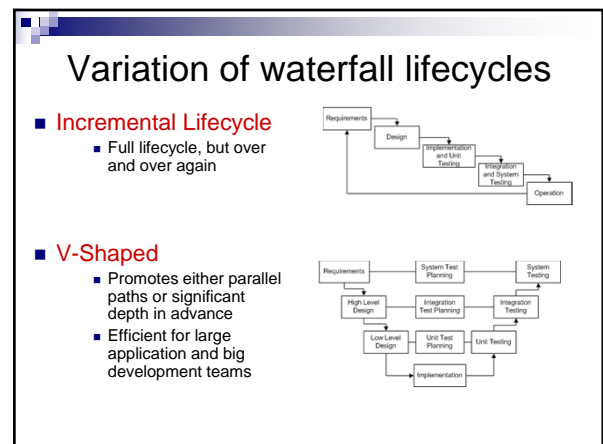 Variation of waterfall lifecycles
Incremental Lifecycle
Full lifecycle, but over
and over again
Requirements
Design
Implementation
and Unit
Testing
Integration
and System
Testing
Operation
V-Shaped
Promotes either parallel
paths or significant
depth in advance
Efficient for large
application and big
development teams
Requirements
System Test
Planning
System
Testing
High Level
Design
Integration
Test Planning
Integration
Testing
Low Level
Design
Unit Test
Planning
Unit Testing
Implementation